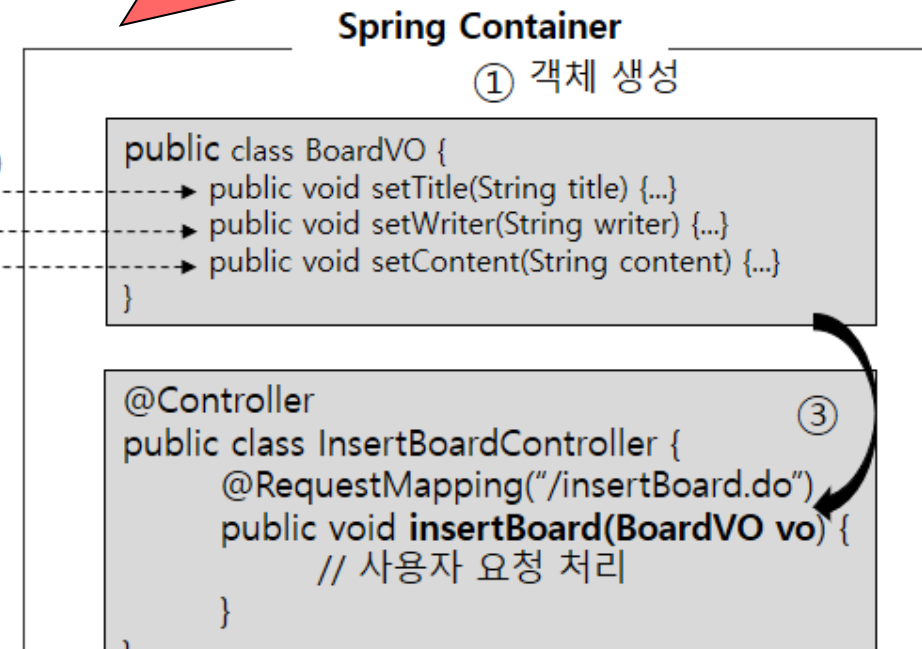 Spring Container
① 객체 생성
public class BoardVO {
public void setTitle(String title) {...}
public void setWriter(String writer) {...}
public void setContent(String content) {...}
}
@Controller
③
public class InsertBoardController {
@RequestMapping("/insertBoard.do")
public void insertBoard(BoardVO vo) {
// 사용자 요청 처리
}
}